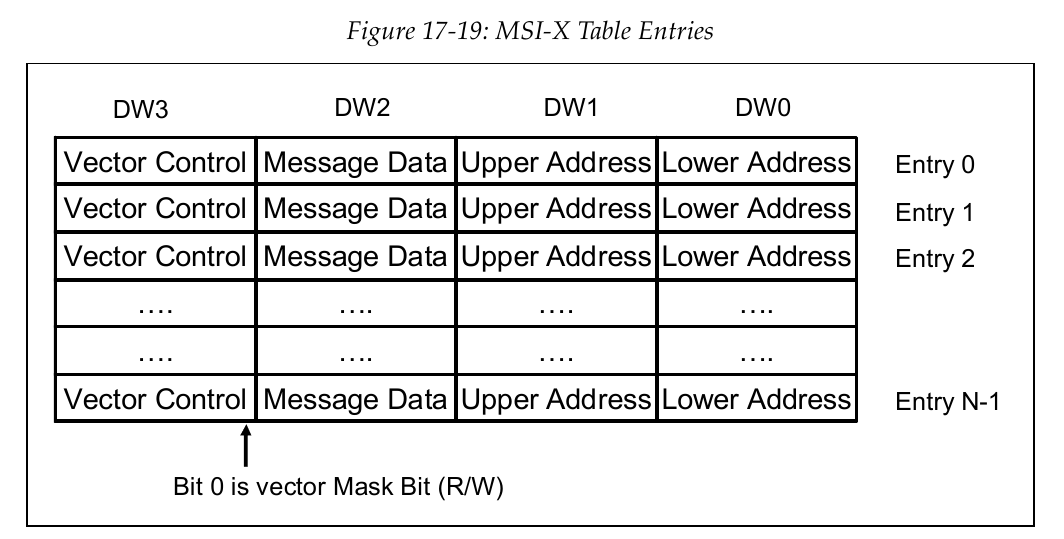 Figure 17-19: MSI-X Table Entries
DW3 DW2 DW1 DW0
Vector Control Message Data Upper Address Lower Address Entry 0
Vector Control Message Data Upper Address Lower Address Entry 1
Vector Control Message Data Upper Address Lower Address Entry 2
.... .... .... ....
.... .... .... ....
Vector Control Message Data Upper Address Lower Address Entry N-1
Bit 0 is vector Mask Bit (R/W)